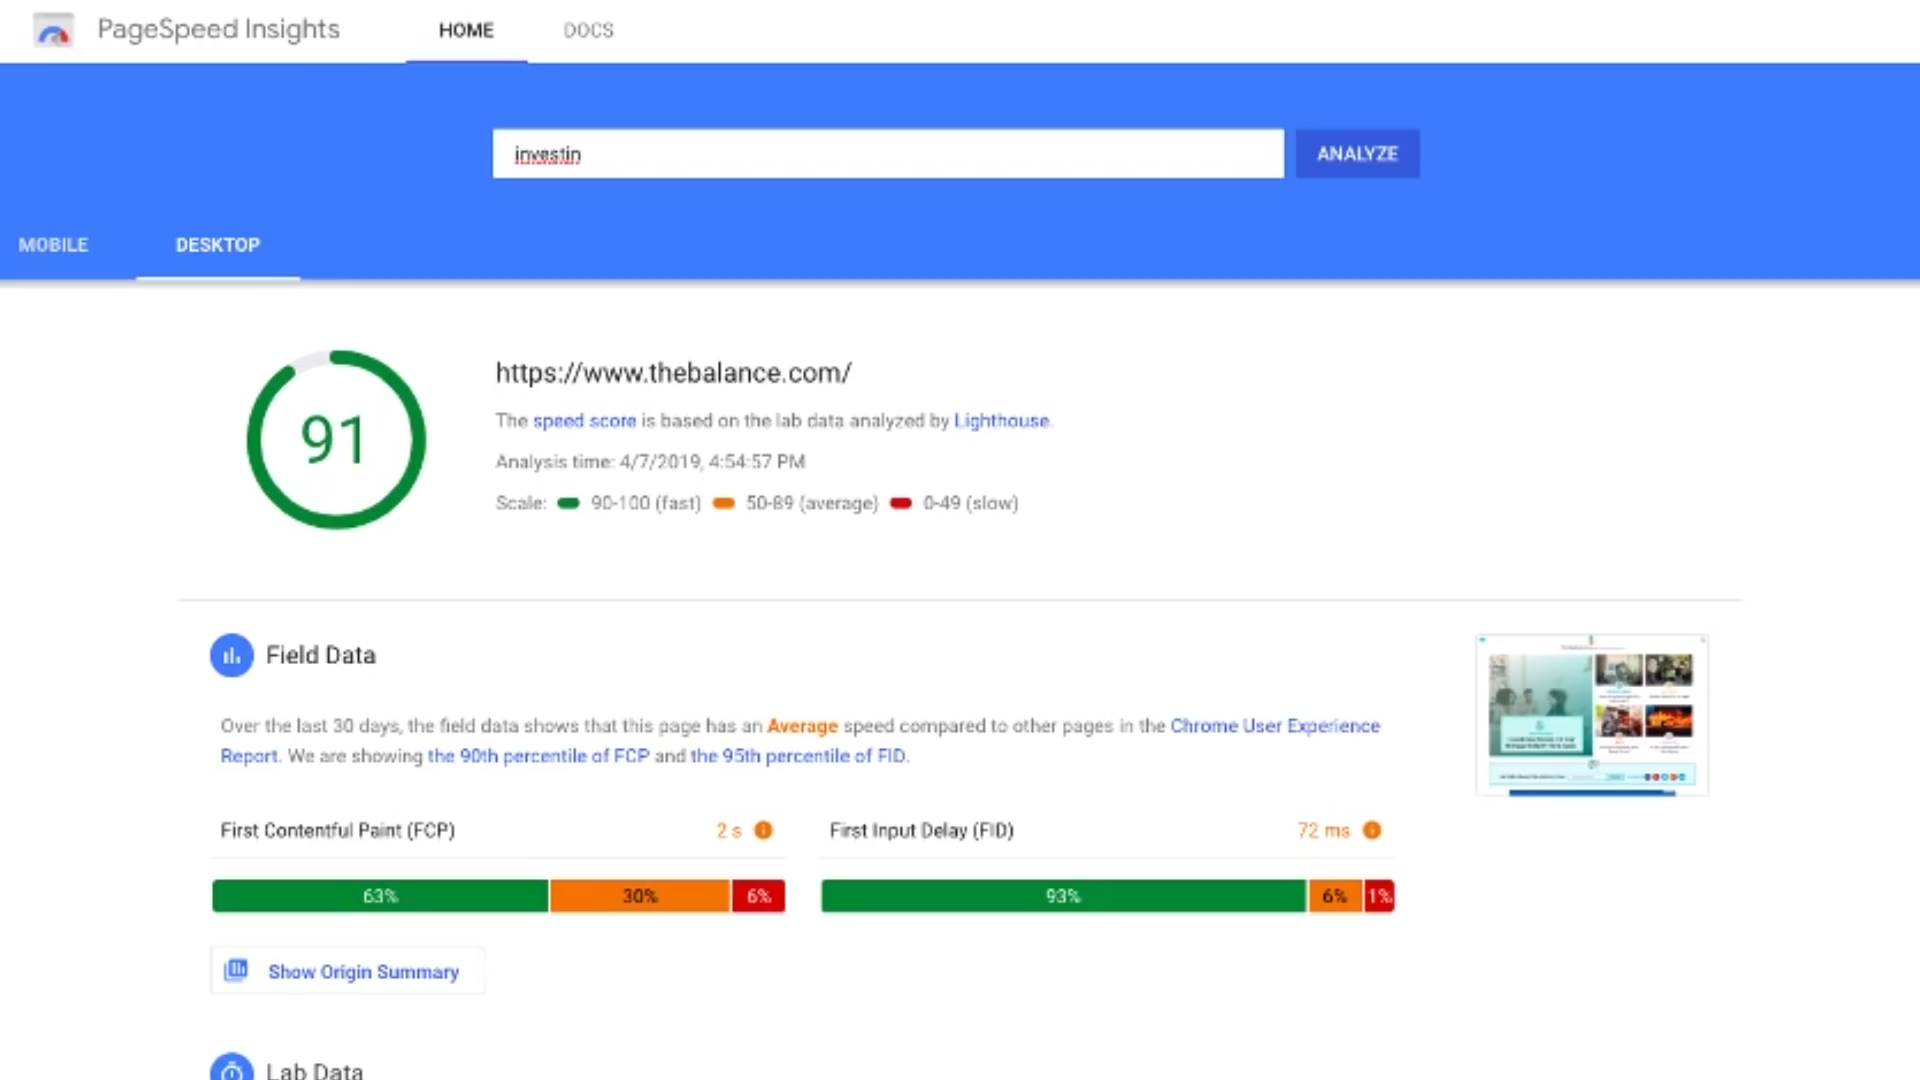 PageSpeed Insights
HOME
DOCS
investin
ANALYZE
MOBILE
DESKTOP
91
https://www.thebalance.com/
The speed score is based on the lab data analyzed by Lighthouse.
Analysis time: 4/7/2019, 4:54:57 PM
Scale: 90-100 (fast) 50-89 (average) 0-49 (slow)
Field Data
Over the last 30 days, the field data shows that this page has an Average speed compared to other pages in the Chrome User Experience
Report. We are showing the 90th percentile of FCP and the 95th percentile of FID.
First Contentful Paint (FCP) 2 s
First Input Delay (FID) 72 ms
63% 30% 6%
93% 6% 1%
Show Origin Summary
Lab Data